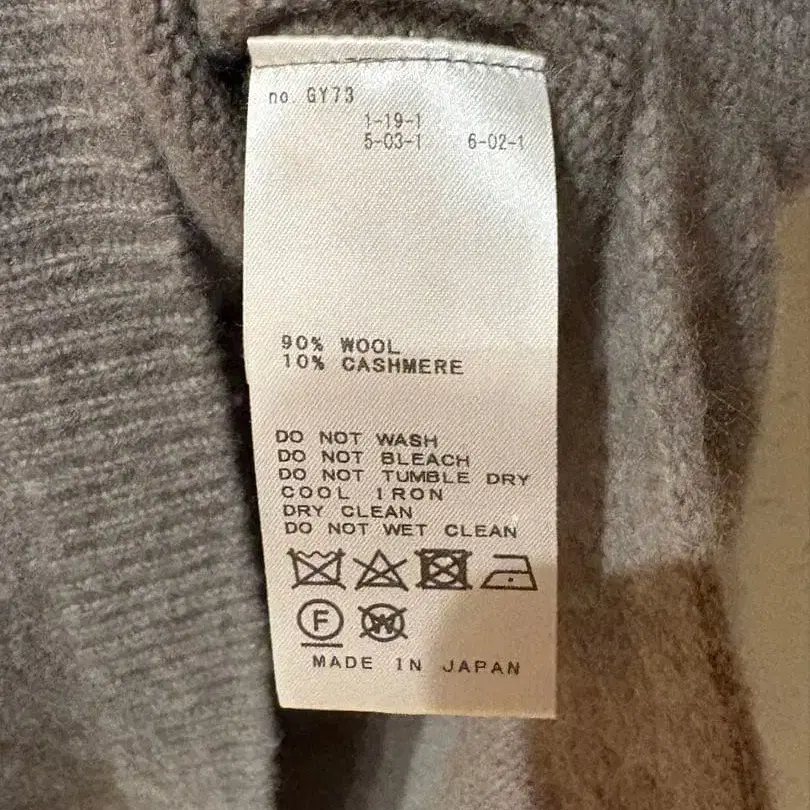 no. GY73
1-19-1
5-03-1 6-02-1
90% WOOL
10% CASHMERE
DO NOT WASH
DO NOT BLEACH
DO NOT TUMBLE DRY
COOL IRON
DRY CLEAN
DO NOT WET CLEAN
F W
MADE IN JAPAN